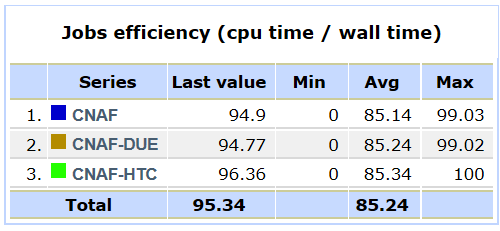 Jobs efficiency (cpu time / wall time)
Series Last value Min Avg Max
1. CNAF 94.9 0 85.14 99.03
2. CNAF-DUE 94.77 0 85.24 99.02
3. CNAF-HTC 96.36 0 85.34 100
Total 95.34 85.24